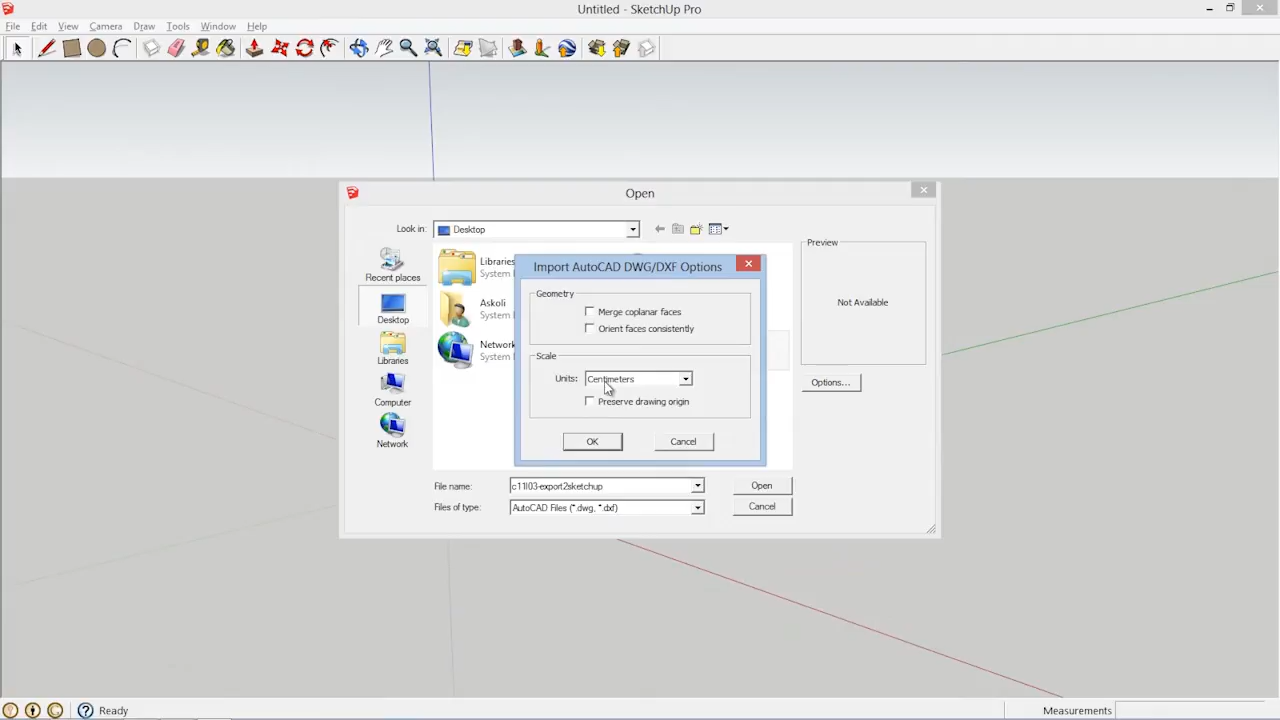 Untitled - SketchUp Pro
File Edit View Camera Draw Tools Window Help
Open
Look in: Desktop
Recent places
Desktop
Libraries
Computer
Network
Libraries
System
Askoli
System
Network
System
Preview
Not Available
Options...
Import AutoCAD DWG/DXF Options
Geometry
Merge coplanar faces
Orient faces consistently
Scale
Units: Centimeters
Preserve drawing origin
OK Cancel
File name: c11l03-export2sketchup Open
Files of type: AutoCAD Files (*.dwg, *.dxf) Cancel
Ready Measurements